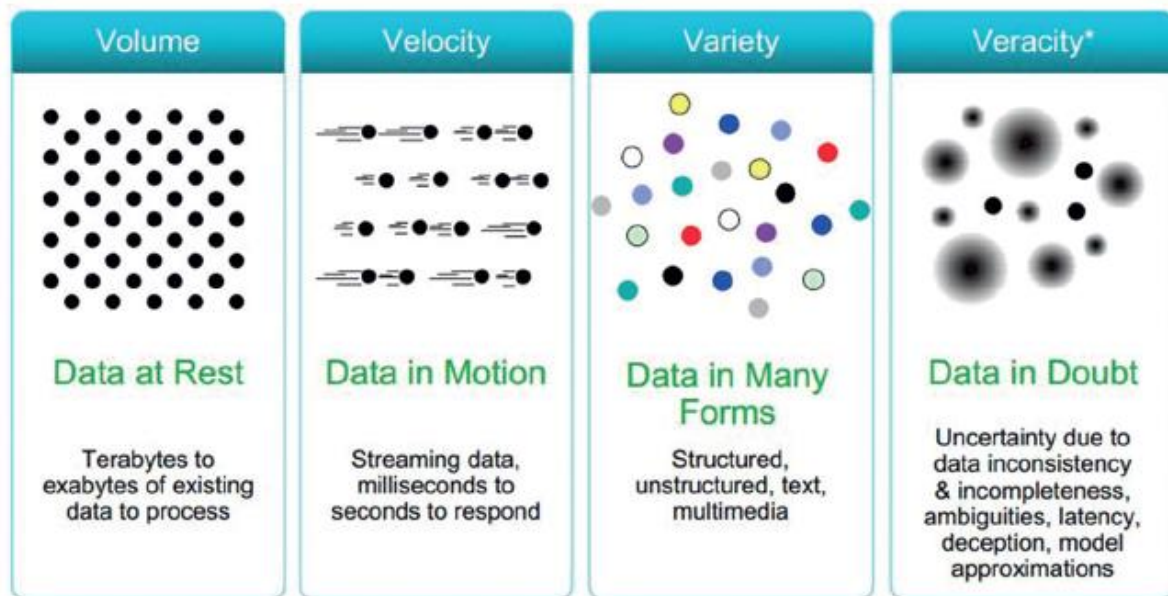 Volume
Data at Rest
Terabytes to
exabytes of existing
data to process
Velocity
Data in Motion
Streaming data,
milliseconds to
seconds to respond
Variety
Data in Many
Forms
Structured,
unstructured, text,
multimedia
Veracity*
Data in Doubt
Uncertainty due to
data inconsistency
& incompleteness,
ambiguities, latency,
deception, model
approximations